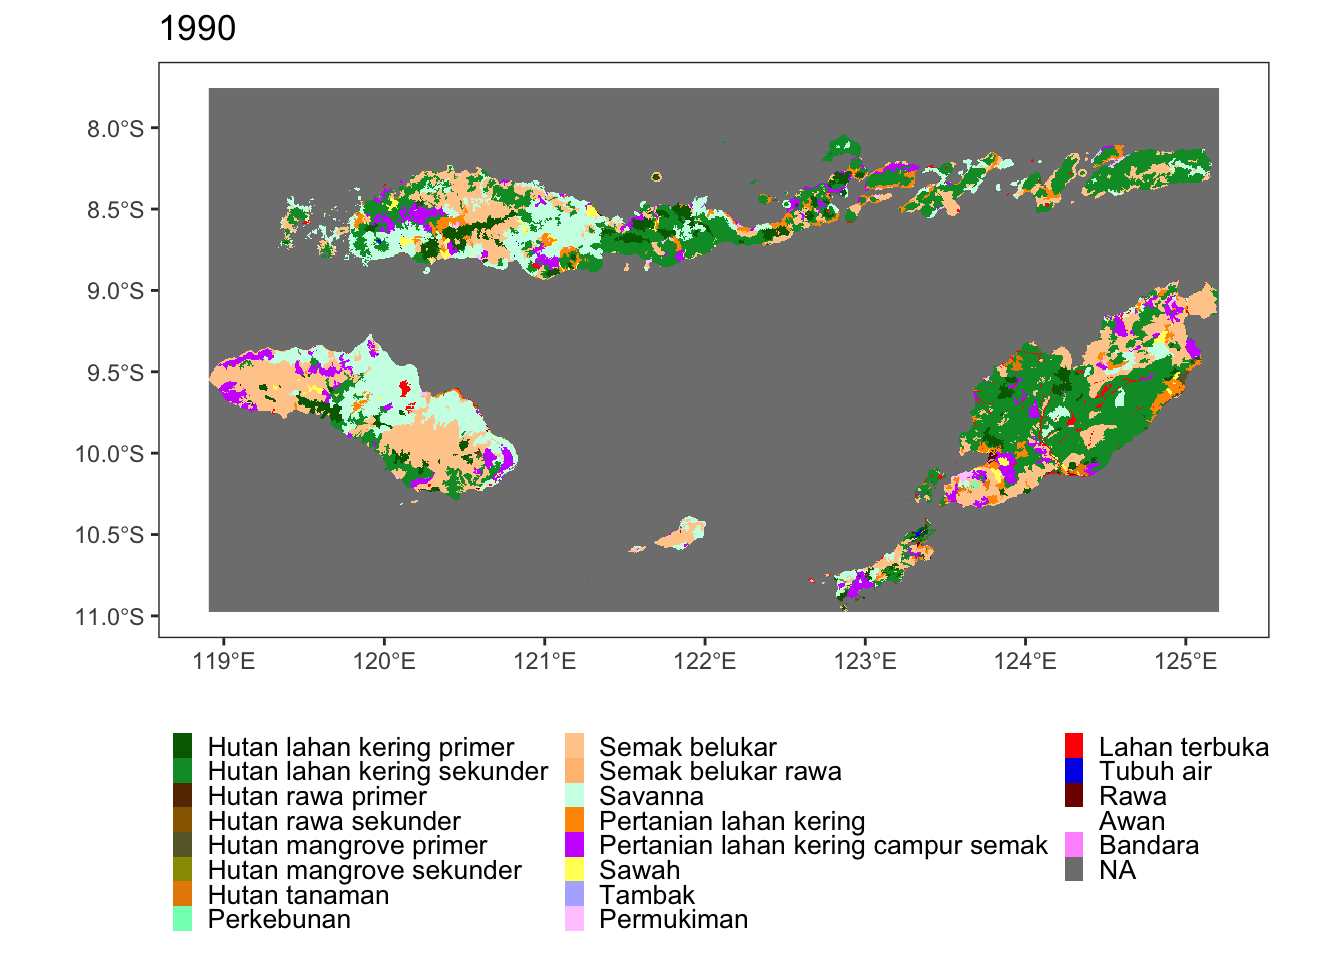 1990
8.0°S
8.5°S
9.0°S
9.5°S
10.0°S
10.5°S
11.0°S
119°E 120°E 121°E 122°E 123°E 124°E 125°E
Hutan lahan kering primer
Hutan lahan kering sekunder
Hutan rawa primer
Hutan rawa sekunder
Hutan mangrove primer
Hutan mangrove sekunder
Hutan tanaman
Perkebunan
Semak belukar
Semak belukar rawa
Savanna
Pertanian lahan kering
Pertanian lahan kering campur semak
Sawah
Tambak
Permukiman
Lahan terbuka
Tubuh air
Rawa
Awan
Bandara
NA